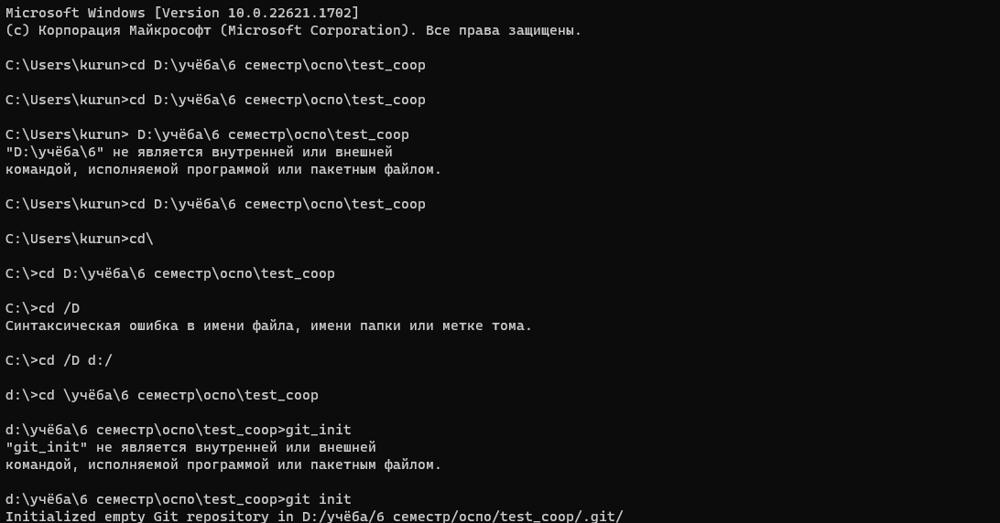 Microsoft Windows [Version 10.0.22621.1702]
(c) Корпорация Майкрософт (Microsoft Corporation). Все права защищены.
C:\Users\kurun>cd D:\учёба\6 семестр\оспо\test_coop
C:\Users\kurun>cd D:\учёба\6 семестр\оспо\test_coop
C:\Users\kurun> D:\учёба\6 семестр\оспо\test_coop
"D:\учёба\6" не является внутренней или внешней
командой, исполняемой программой или пакетным файлом.
C:\Users\kurun>cd D:\учёба\6 семестр\оспо\test_coop
C:\Users\kurun>cd\
C:\>cd D:\учёба\6 семестр\оспо\test_coop
C:\>cd /D
Синтаксическая ошибка в имени файла, имени папки или метке тома.
C:\>cd /D d:/
d:\>cd \учёба\6 семестр\оспо\test_coop
d:\учёба\6 семестр\оспо\test_coop>git_init
"git_init" не является внутренней или внешней
командой, исполняемой программой или пакетным файлом.
d:\учёба\6 семестр\оспо\test_coop>git init
Initialized empty Git repository in D:/учёба/6 семестр/оспо/test_coop/.git/